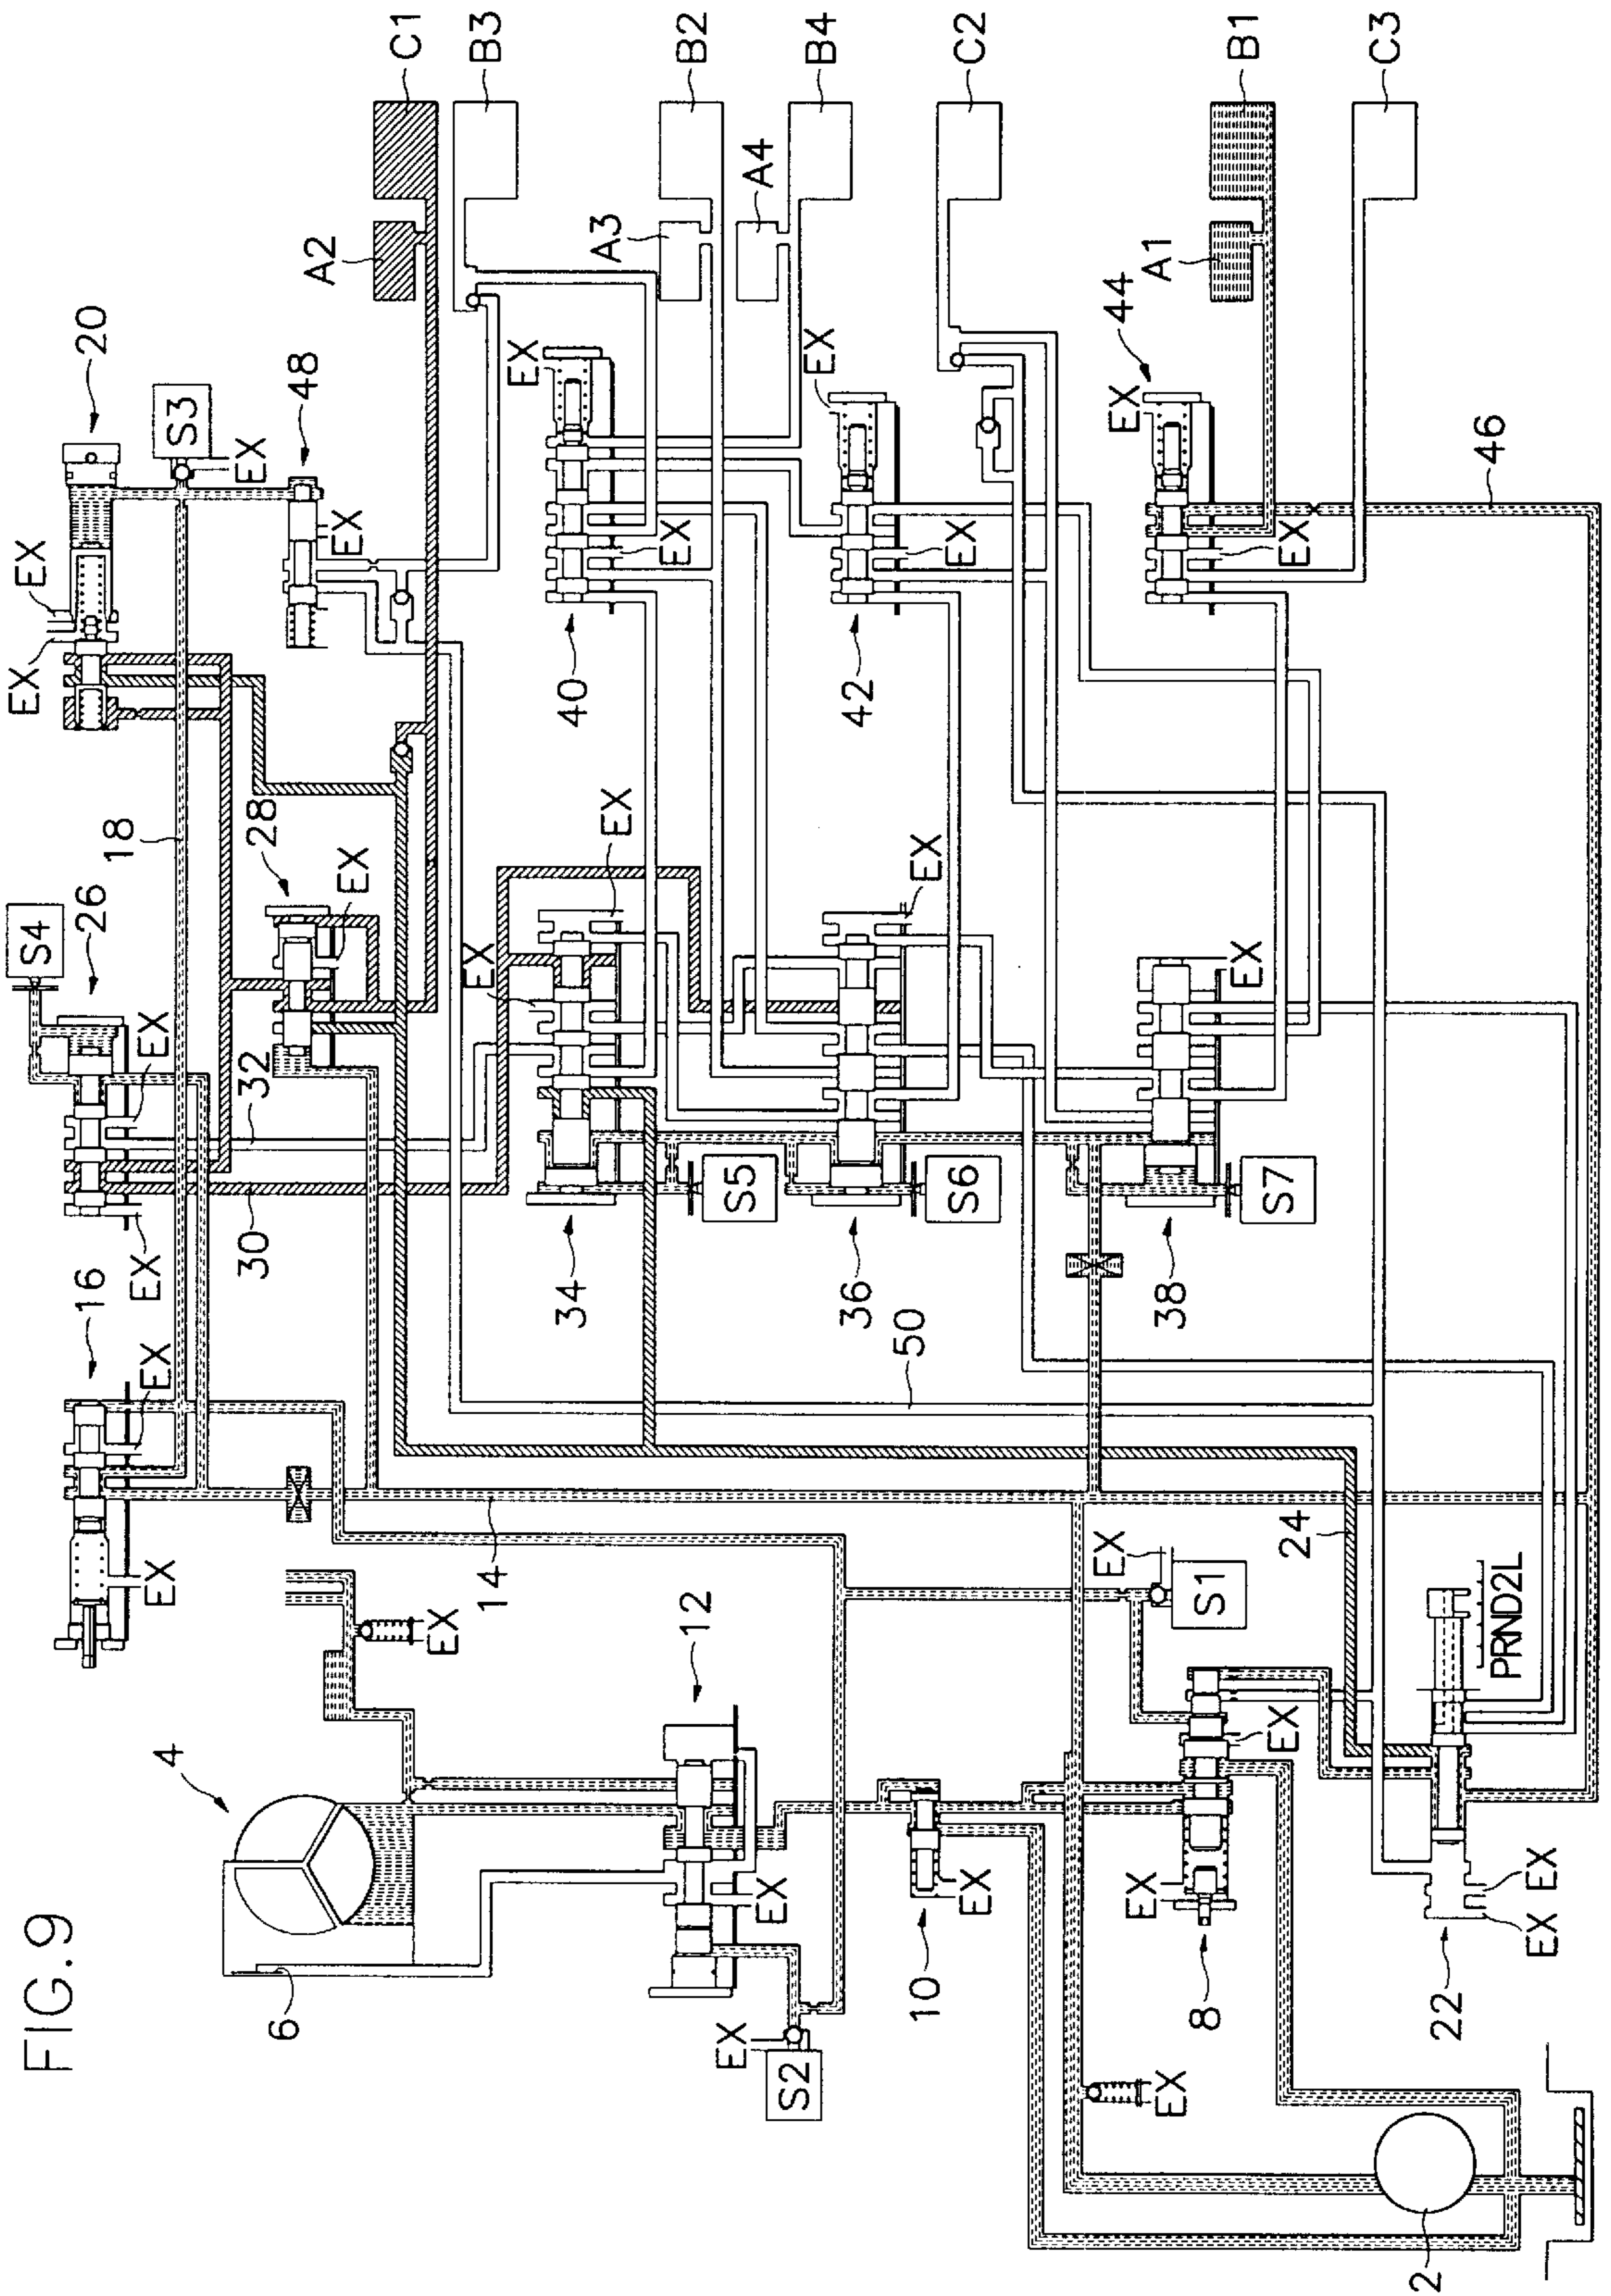 FIG.9
EX
S4
EX
16
26
20
18
EX
EX
EX
EX
4
S3
30
32
28
EX
6
48
A2
EX
EX
C1
EX
14
EX
B3
EX
34
40
EX
A3
EX
B2
12
EX
S5
A4
EX
S2
EX
B4
36
42
50
10
EX
S6
EX
C2
EX
EX
EX
44
EX
A1
EX
38
8
S1
EX
B1
EX
24
S7
EX
C3
2
22
46
PRND2L
EX EX